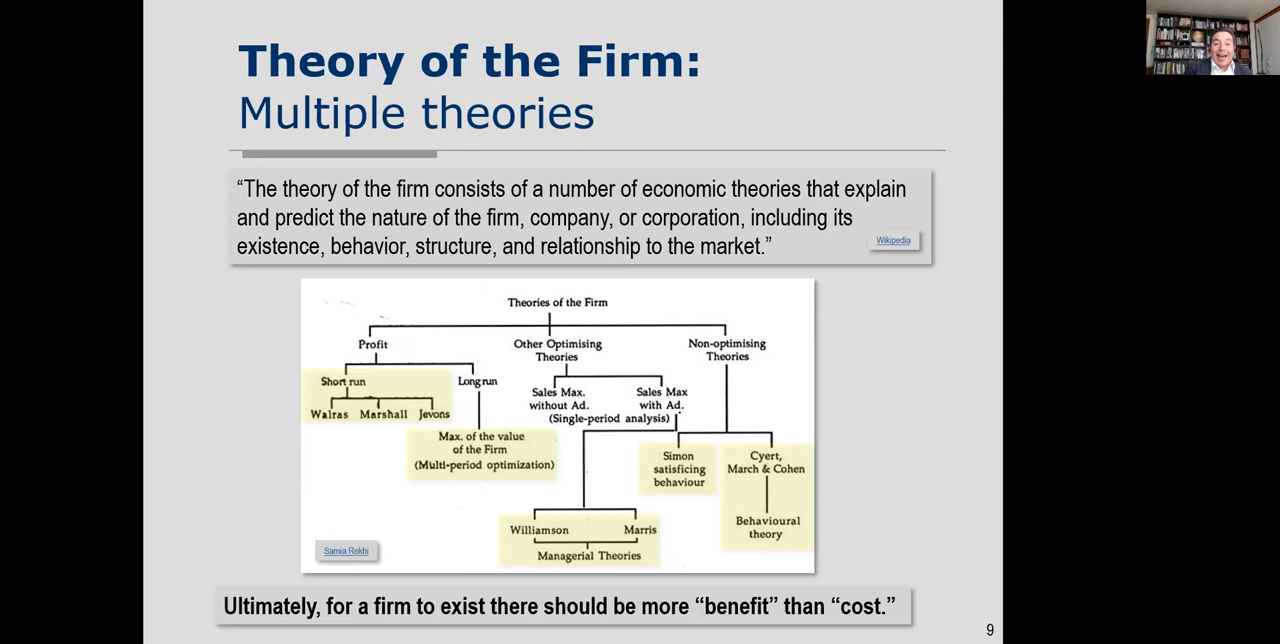 Theory of the Firm:
Multiple theories
“The theory of the firm consists of a number of economic theories that explain
and predict the nature of the firm, company, or corporation, including its
existence, behavior, structure, and relationship to the market.”
Wikipedia
Theories of the Firm
Profit
Other Optimising
Theories
Non-optimising
Theories
Short run
Long run
Walras Marshall Jevons
Sales Max.
without Ad.
Sales Max
with Ad.
(Single-period analysis)
Max. of the value
of the Firm
(Multi-period optimization)
Simon
satisficing
behaviour
Cyert,
March & Cohen
Behavioural
theory
Williamson Marris
Managerial Theories
Samia Rekhi
Ultimately, for a firm to exist there should be more “benefit” than “cost.”
9